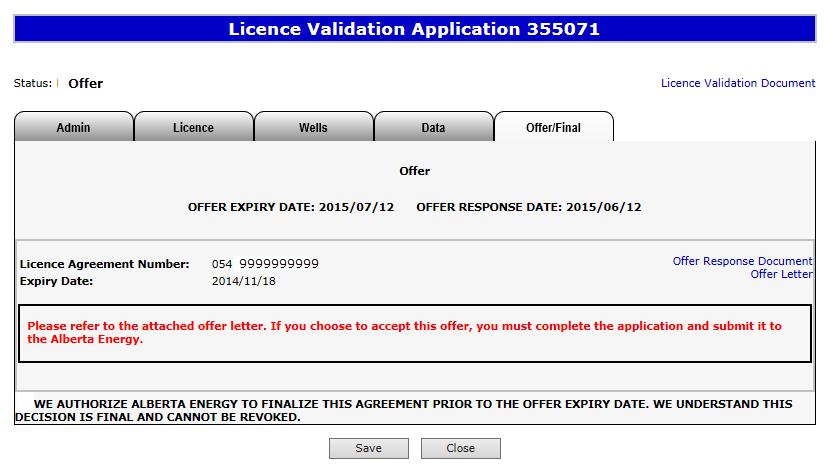 Licence Validation Application 355071
Status: Offer
Licence Validation Document
Admin Licence Wells Data Offer/Final
Offer
OFFER EXPIRY DATE: 2015/07/12 OFFER RESPONSE DATE: 2015/06/12
Licence Agreement Number: 054 9999999999
Offer Response Document
Expiry Date: 2014/11/18
Offer Letter
Please refer to the attached offer letter. If you choose to accept this offer, you must complete the application and submit it to
the Alberta Energy.
WE AUTHORIZE ALBERTA ENERGY TO FINALIZE THIS AGREEMENT PRIOR TO THE OFFER EXPIRY DATE. WE UNDERSTAND THIS
DECISION IS FINAL AND CANNOT BE REVOKED.
Save Close